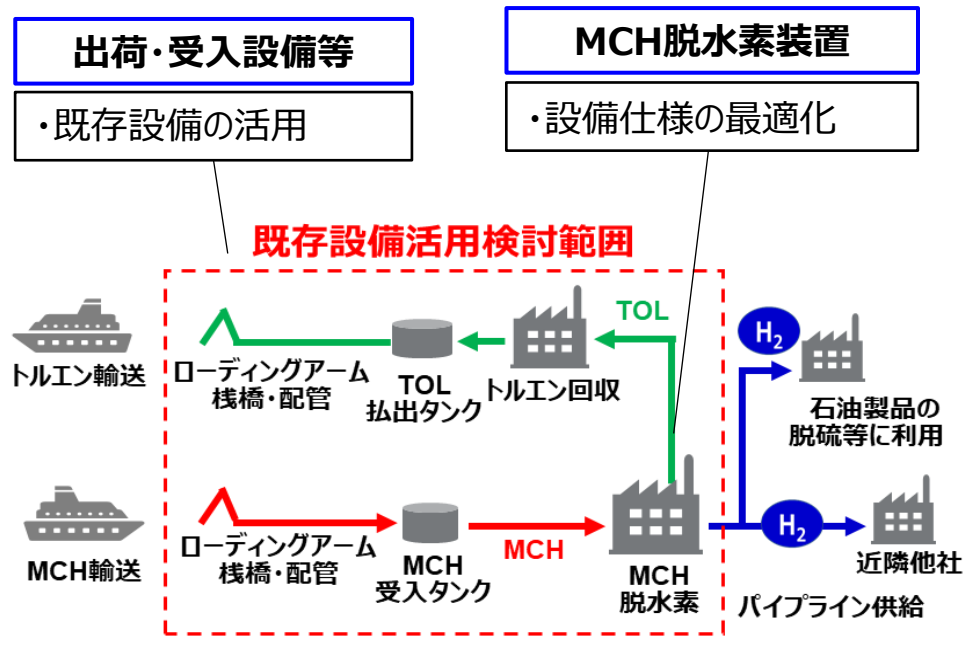 出荷・受入設備等
・既存設備の活用
MCH脱水素装置
・設備仕様の最適化
既存設備活用検討範囲
トルエン輸送
ローディングアーム
桟橋・配管
TOL
払出タンク
トルエン回収
TOL
H2
石油製品の
脱硫等に利用
MCH輸送
ローディングアーム
桟橋・配管
MCH
受入タンク
MCH
MCH
脱水素
H2
近隣他社
パイプライン供給